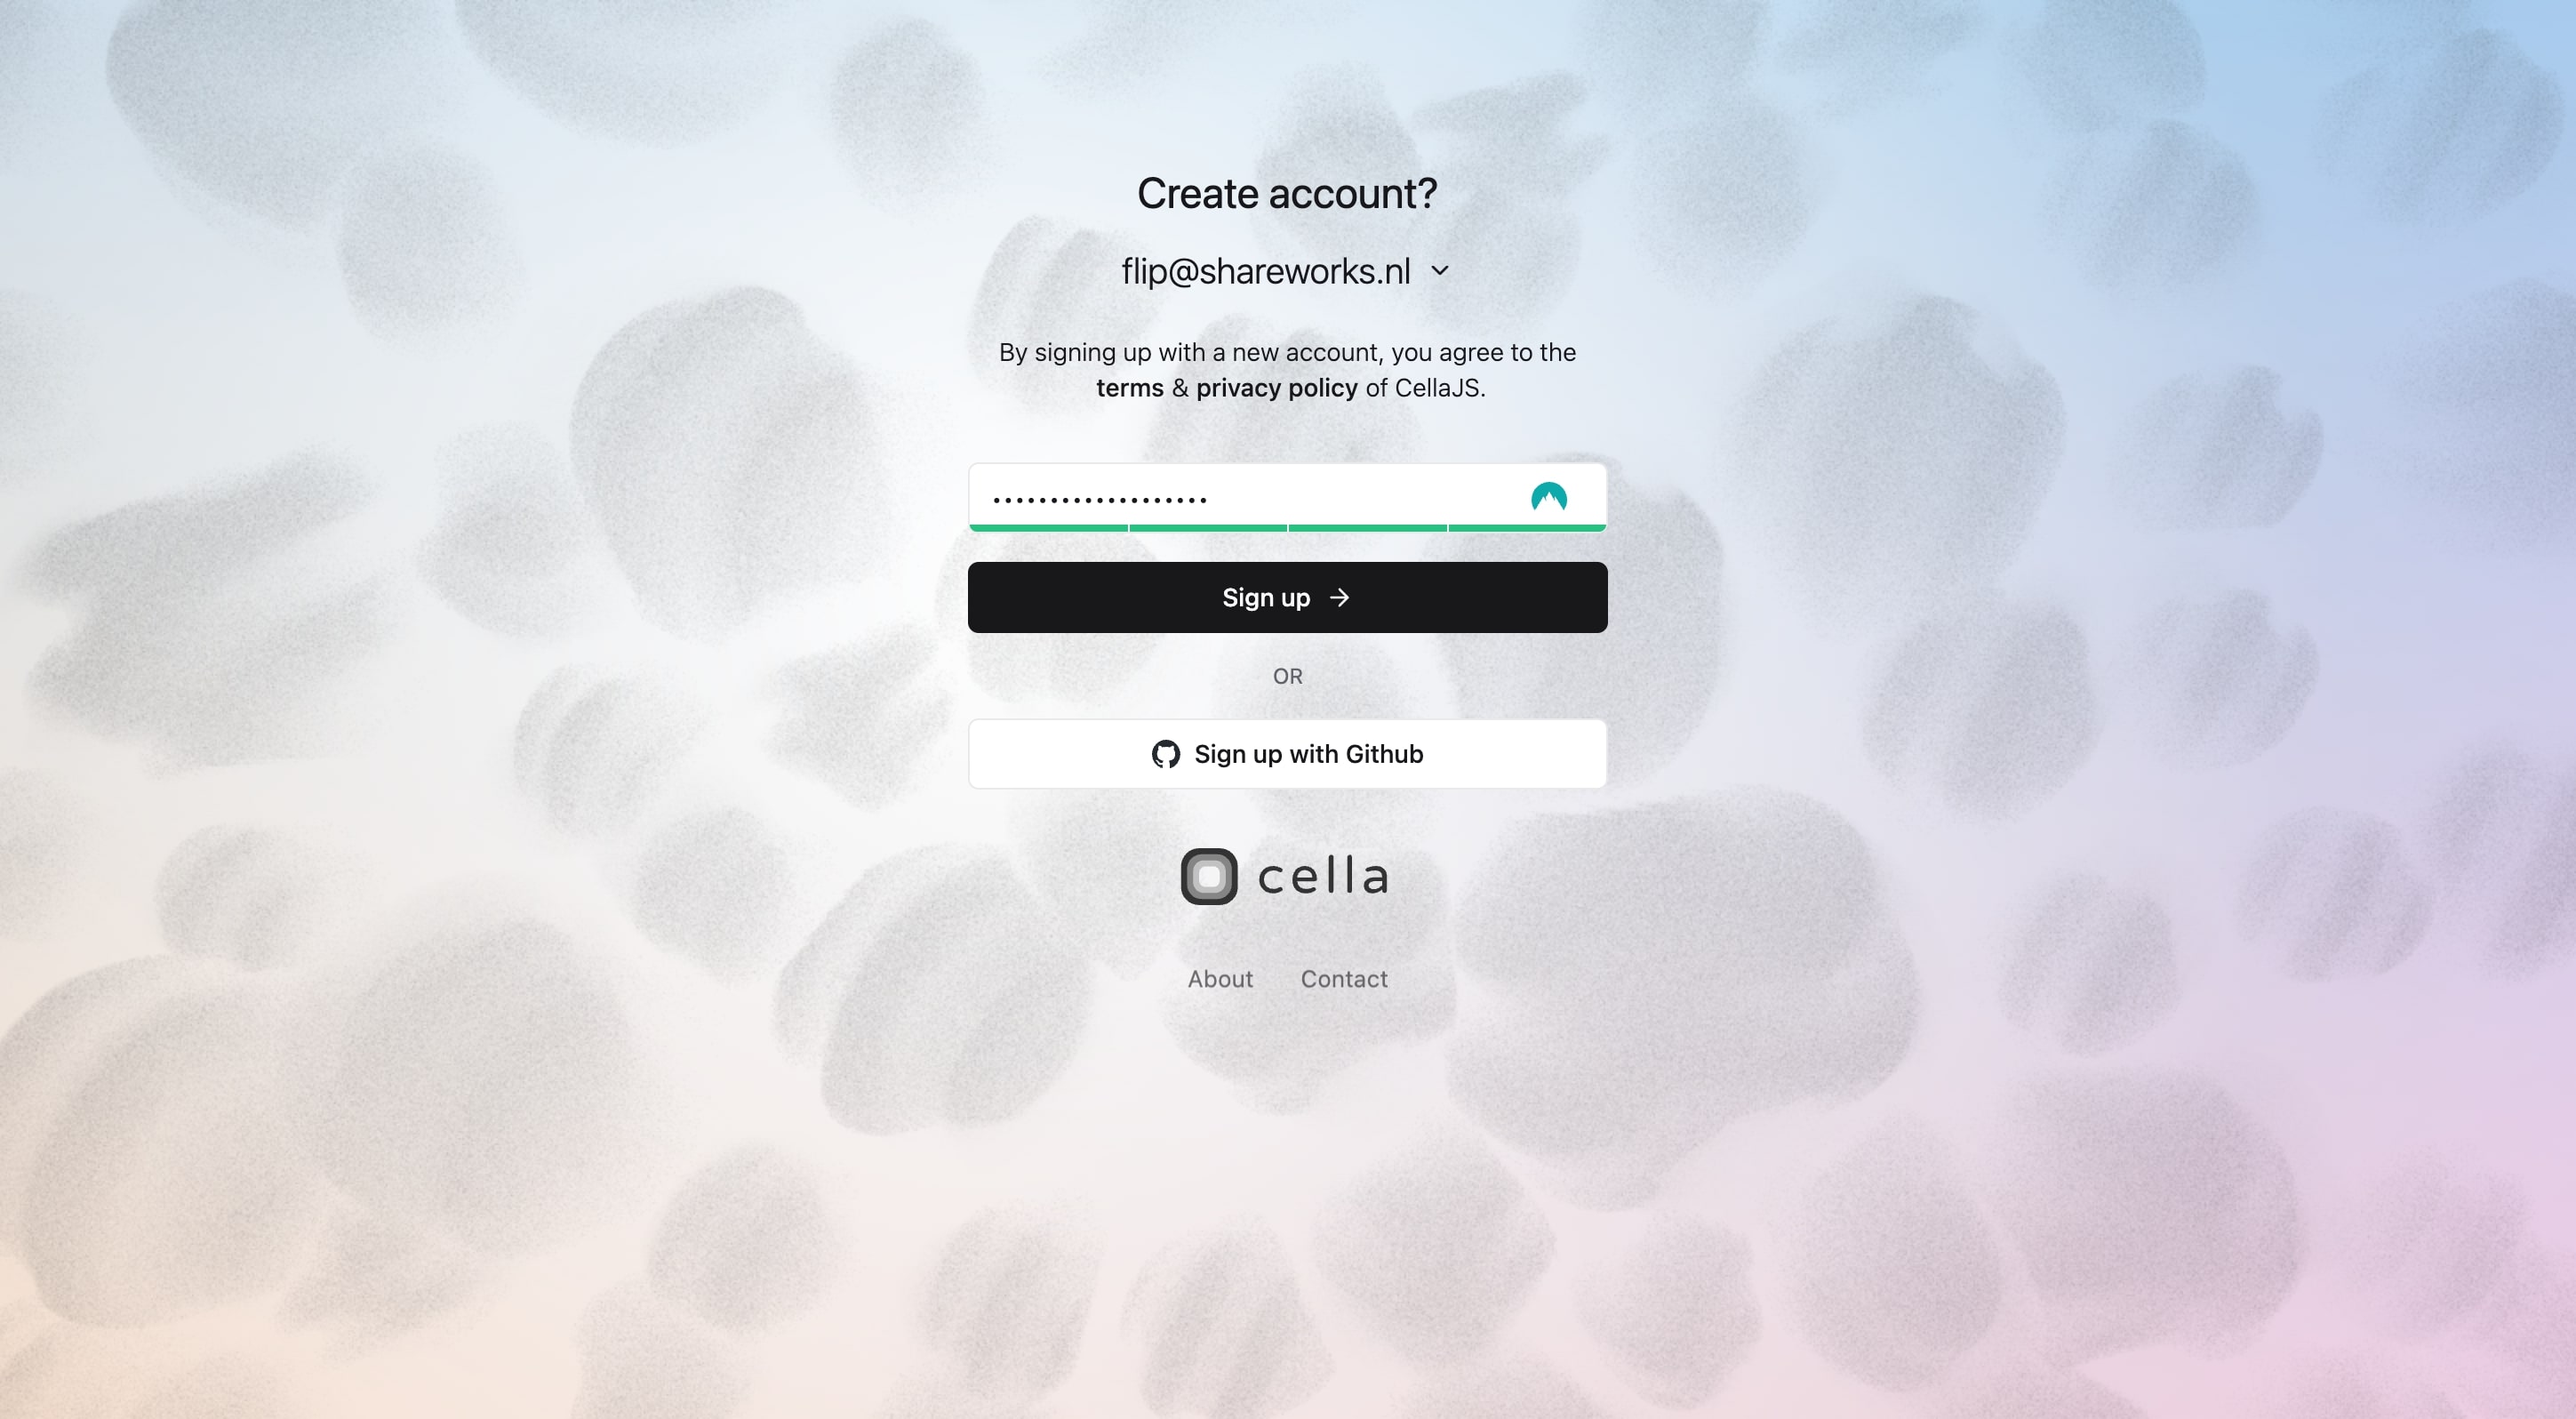 Create account?
flip@shareworks.nl
By signing up with a new account, you agree to the
terms & privacy policy of CellaJS.
•••••••••••••••••••
Sign up →
OR
Sign up with Github
cella
About Contact